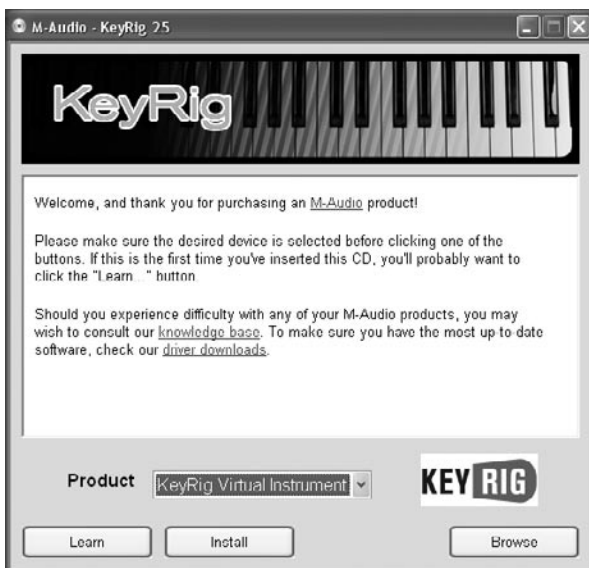 M-Audio - KeyRig 25
KeyRig
Welcome, and thank you for purchasing an M-Audio product!
Please make sure the desired device is selected before clicking one of the
buttons. If this is the first time you've inserted this CD, you'll probably want to
click the "Learn..." button
Should you experience difficulty with any of your M-Audio products, you may
wish to consult our knowledge base. To make sure you have the most up-to-date
software, check our driver downloads.
Product
KeyRig Virtual Instrument
KEY RIG
Learn
Install
Browse